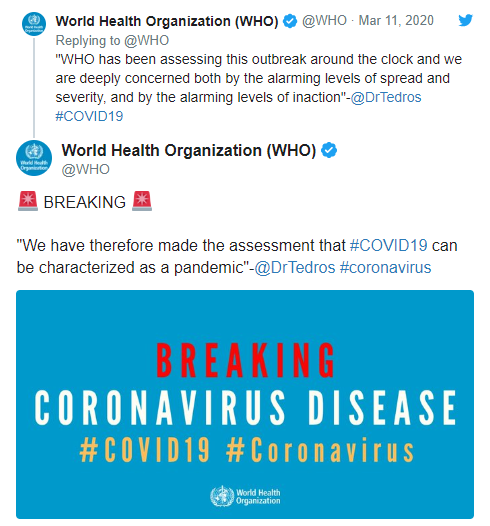 World Health Organization (WHO) @WHO · Mar 11, 2020
Replying to @WHO
"WHO has been assessing this outbreak around the clock and we
are deeply concerned both by the alarming levels of spread and
severity, and by the alarming levels of inaction"-@DrTedros
#COVID19
World Health Organization (WHO)
@WHO
🚨 BREAKING 🚨
"We have therefore made the assessment that #COVID19 can
be characterized as a pandemic"-@DrTedros #coronavirus
BREAKING
CORONAVIRUS DISEASE
#COVID19 #Coronavirus
World Health
Organization